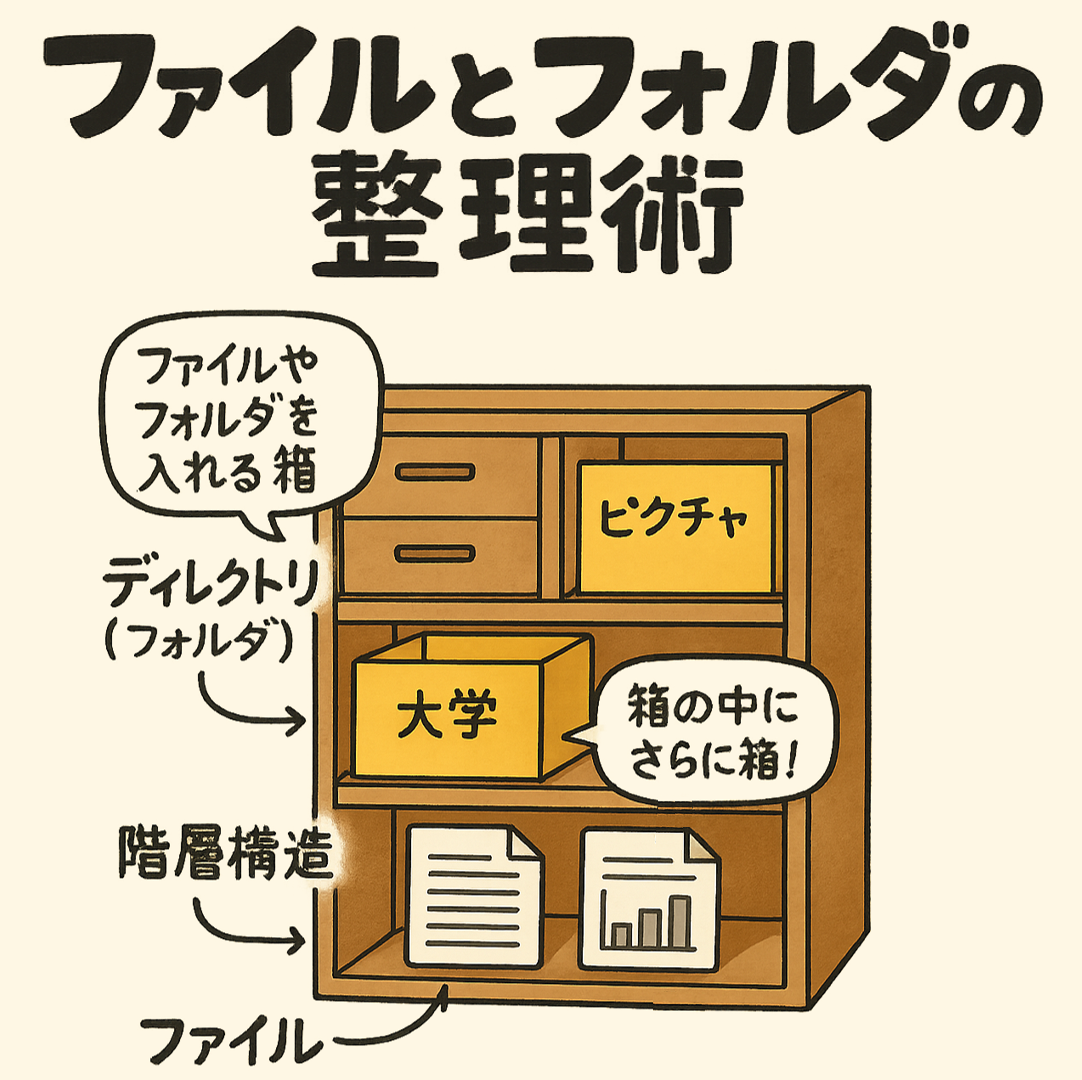 ファイルとフォルダの
整理術
ファイルや
フォルダを
入れる箱
ディレクトリ
(フォルダ)
ピクチャ
大学
箱の中に
さらに箱!
階層構造
ファイル